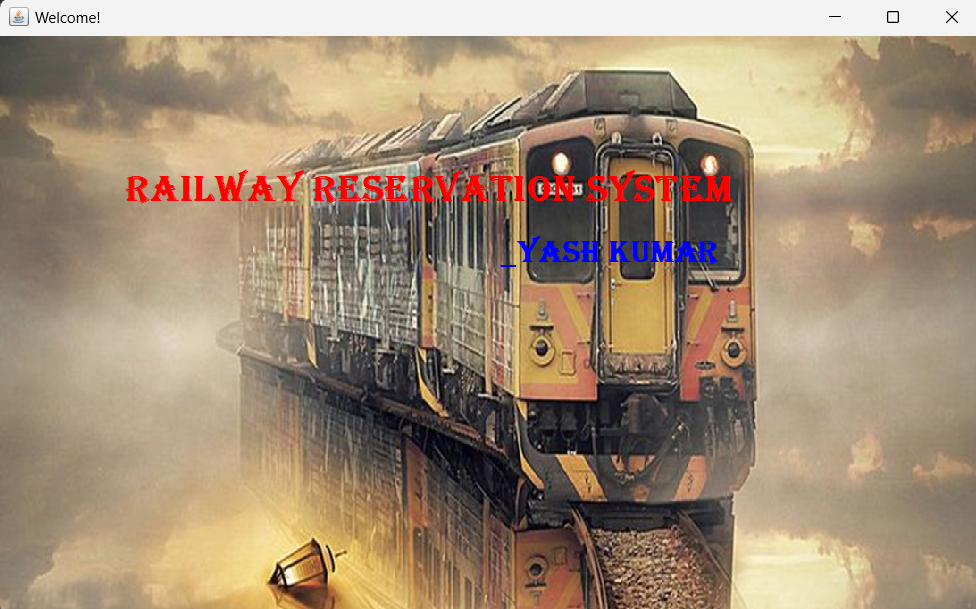 Welcome!
RAILWAY RESERVATION SYSTEM
_YASH KUMAR